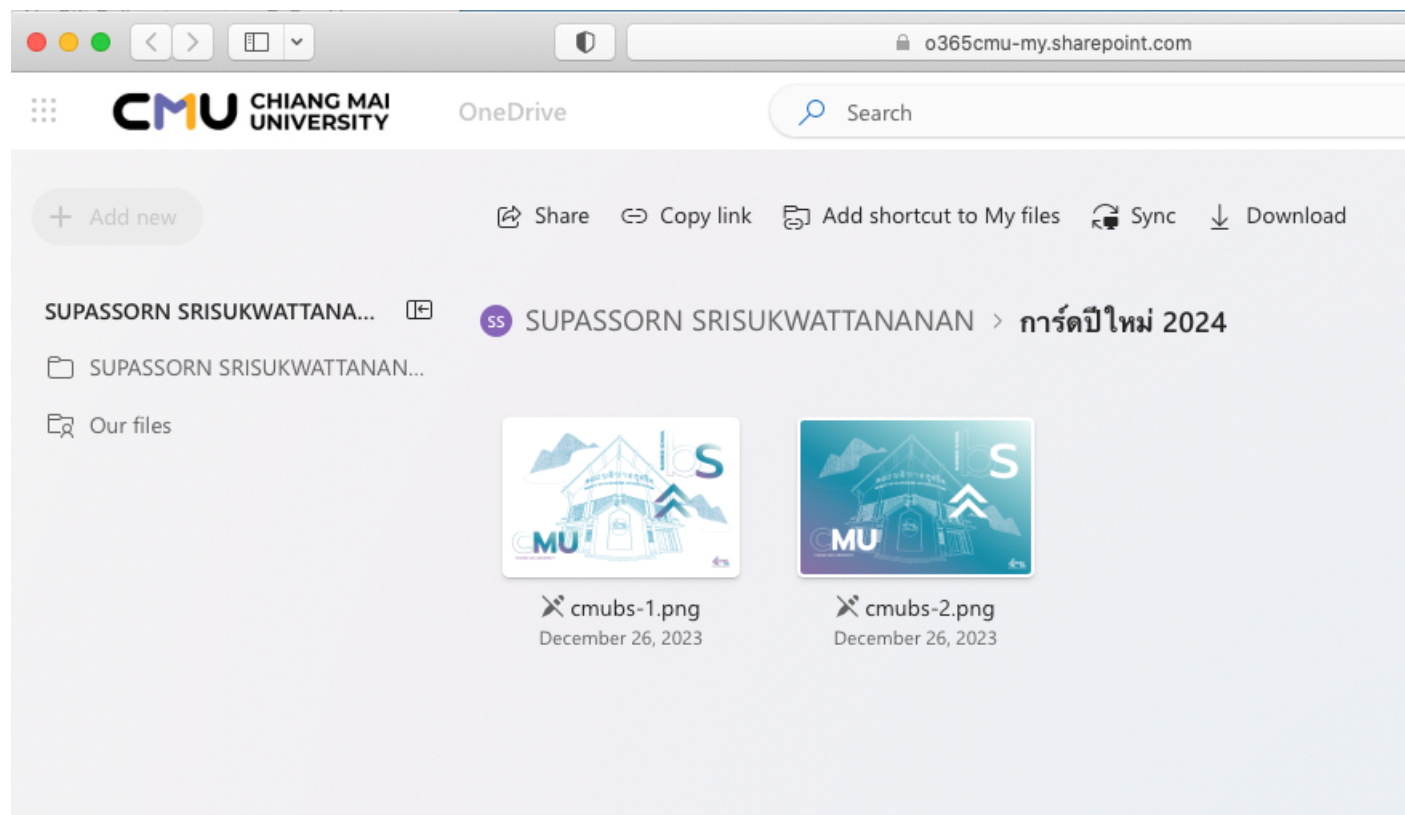 o365cmu-my.sharepoint.com
CMU CHIANG MAI UNIVERSITY
OneDrive
Search
+ Add new
Share Copy link Add shortcut to My files Sync Download
SUPASSORN SRISUKWATTANA...
SS SUPASSORN SRISUKWATTANANAN > การ์ดปีใหม่ 2024
SUPASSORN SRISUKWATTANAN...
Our files
CMU
CMU
cmubs-1.png
cmubs-2.png
December 26, 2023
December 26, 2023